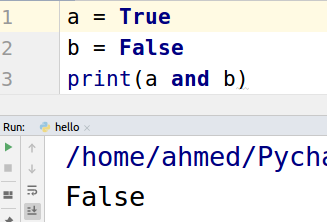 1 a = True
2 b = False
3 print(a and b)
Run: hello ×
/home/ahmed/Pycha
False